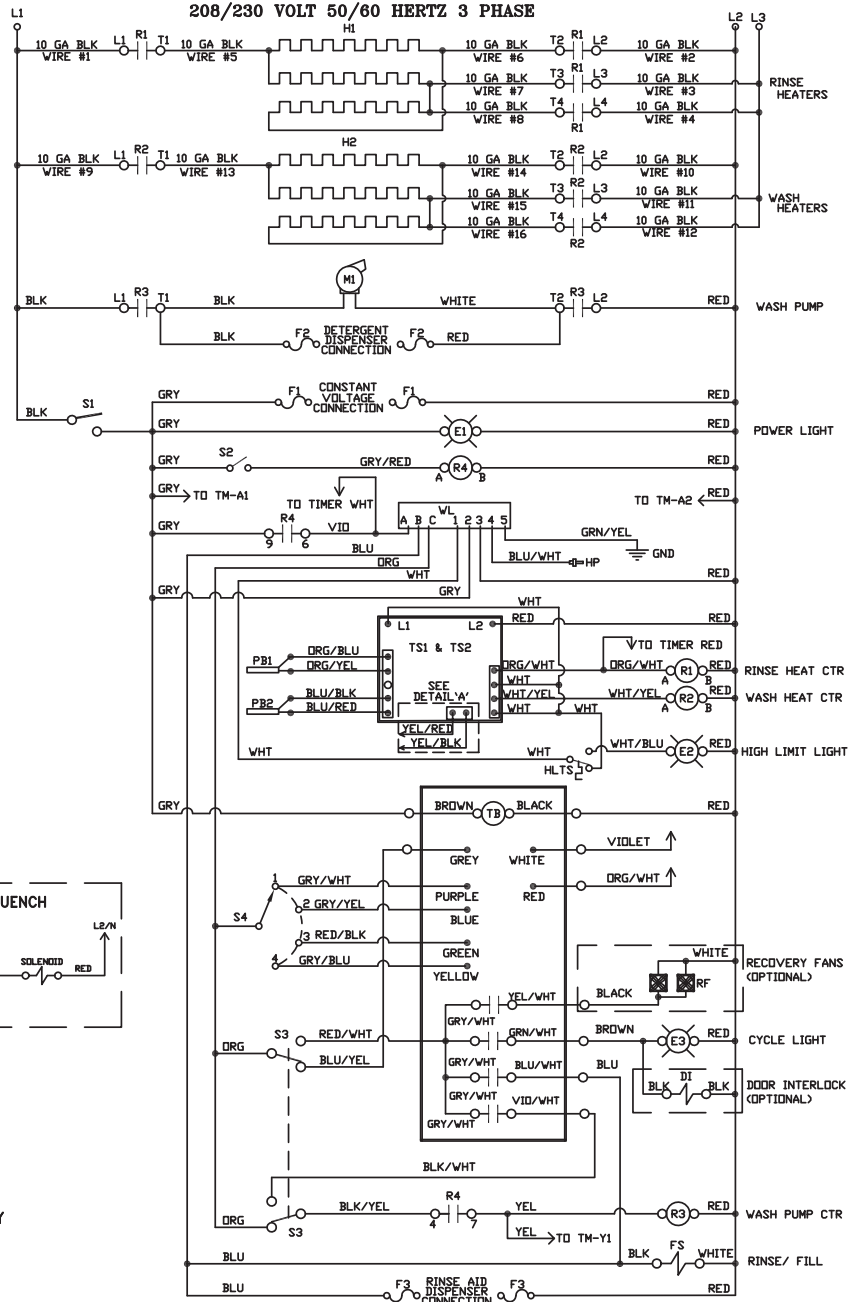 208/230 VOLT 50/60 HERTZ 3 PHASE
L1 L2 L3
H1
10 GA BLK L1 R1 T1 10 GA BLK 10 GA BLK T2 R1 L2 10 GA BLK
WIRE #1 WIRE #5 WIRE #6 WIRE #2
10 GA BLK T3 R1 L3 10 GA BLK RINSE
WIRE #7 WIRE #3 HEATERS
10 GA BLK T4 L4 10 GA BLK
WIRE #8 R1 WIRE #4
H2
10 GA BLK L1 R2 T1 10 GA BLK 10 GA BLK T2 R2 L2 10 GA BLK
WIRE #9 WIRE #13 WIRE #14 WIRE #10
10 GA BLK T3 R2 L3 10 GA BLK WASH
WIRE #15 WIRE #11 HEATERS
10 GA BLK T4 L4 10 GA BLK
WIRE #16 R2 WIRE #12
M1
BLK L1 R3 T1 BLK WHITE T2 R3 L2 RED WASH PUMP
BLK F2 DETERGENT F2 RED
DISPENSER
CONNECTION
GRY F1 CONSTANT F1 RED
VOLTAGE
CONNECTION
BLK S1
E1 RED POWER LIGHT
GRY
GRY S2 GRY/RED A R4 B RED
GRY TO TM-A1 TO TIMER WHT TO TM-A2 RED
WL
GRY R4 VIO A B C 1 2 3 4 5 GRN/YEL
9 6 GND
BLU BLU/WHT HP
ORG
WHT RED
GRY GRY
WHT
L1 L2 RED RED
TS1 & TS2 TO TIMER RED
PB1 ORG/BLU ORG/WHT ORG/WHT R1 RED RINSE HEAT CTR
ORG/YEL WHT A B
PB2 BLU/BLK SEE WHT/YEL WHT/YEL R2 RED WASH HEAT CTR
BLU/RED DETAIL'A' WHT WHT A B
YEL/RED
YEL/BLK
WHT WHT WHT/BLU E2 RED HIGH LIMIT LIGHT
HLTS
GRY BROWN TB BLACK RED
GREY WHITE VIOLET
1 GRY/WHT PURPLE RED ORG/WHT
S4 2 GRY/YEL BLUE
3 RED/BLK GREEN
4 GRY/BLU YELLOW
UENCH
L2/N
SOLENOID RED
WHITE RECOVERY FANS
RF (OPTIONAL)
YEL/WHT BLACK
GRY/WHT
S3 RED/WHT GRN/WHT BROWN E3 RED CYCLE LIGHT
ORG BLU/YEL GRY/WHT BLU/WHT BLU
BLK DI BLK DOOR INTERLOCK
(OPTIONAL)
GRY/WHT VIO/WHT
GRY/WHT
BLK/WHT
Y
ORG S3 BLK/YEL 4 R4 7 YEL R3 RED WASH PUMP CTR
YEL TO TM-Y1
BLU BLK FS WHITE RINSE/ FILL
BLU F3 RINSE AID F3 RED
DISPENSER
CONNECTION